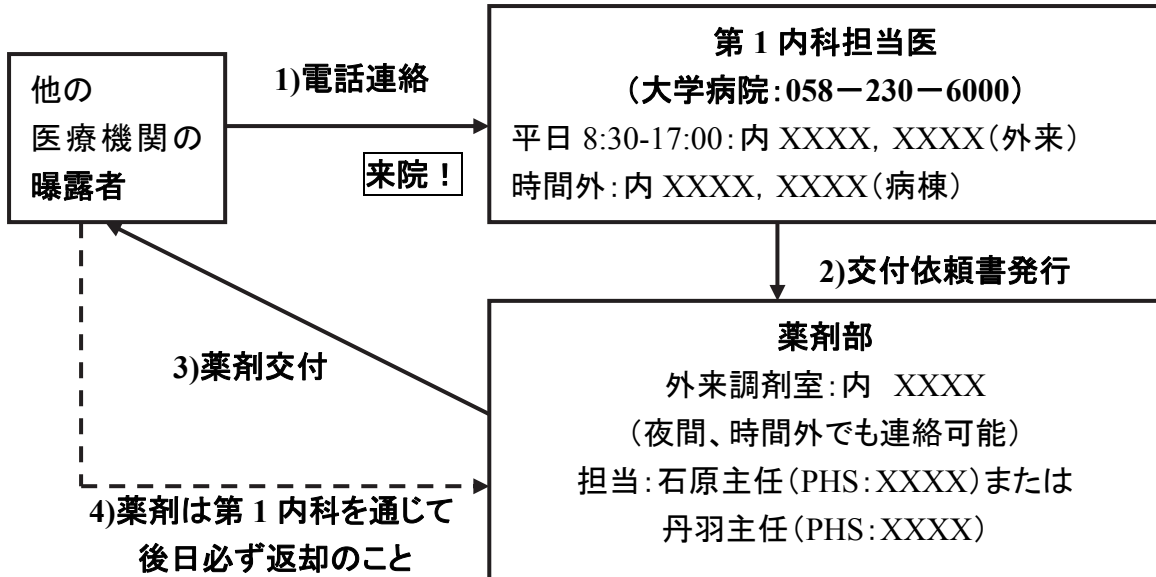 他の
医療機関の
曝露者
1)電話連絡
来院！
第 1 内科担当医
（大学病院：058－230－6000）
平日 8:30-17:00：内 XXXX, XXXX（外来）
時間外：内 XXXX, XXXX（病棟）
2)交付依頼書発行
薬剤部
外来調剤室：内 XXXX
（夜間、時間外でも連絡可能）
担当：石原主任（PHS：XXXX）または
丹羽主任（PHS：XXXX）
3)薬剤交付
4)薬剤は第 1 内科を通じて
後日必ず返却のこと